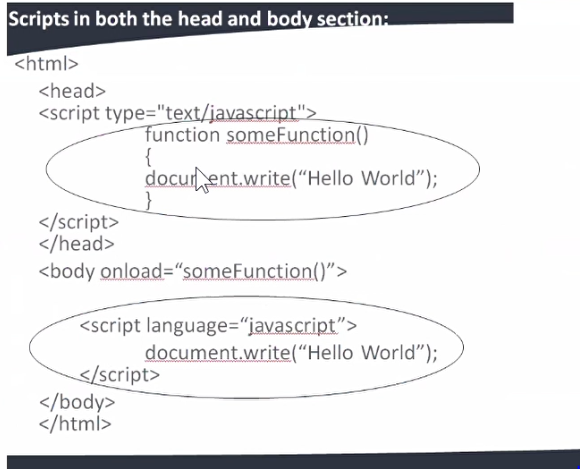 Scripts in both the head and body section:
<html>
<head>
<script type="text/javascript">
function someFunction()
{
document.write(“Hello World”);
}
</script>
</head>
<body onload=“someFunction()”>
<script language=“javascript”>
document.write(“Hello World”);
</script>
</body>
</html>